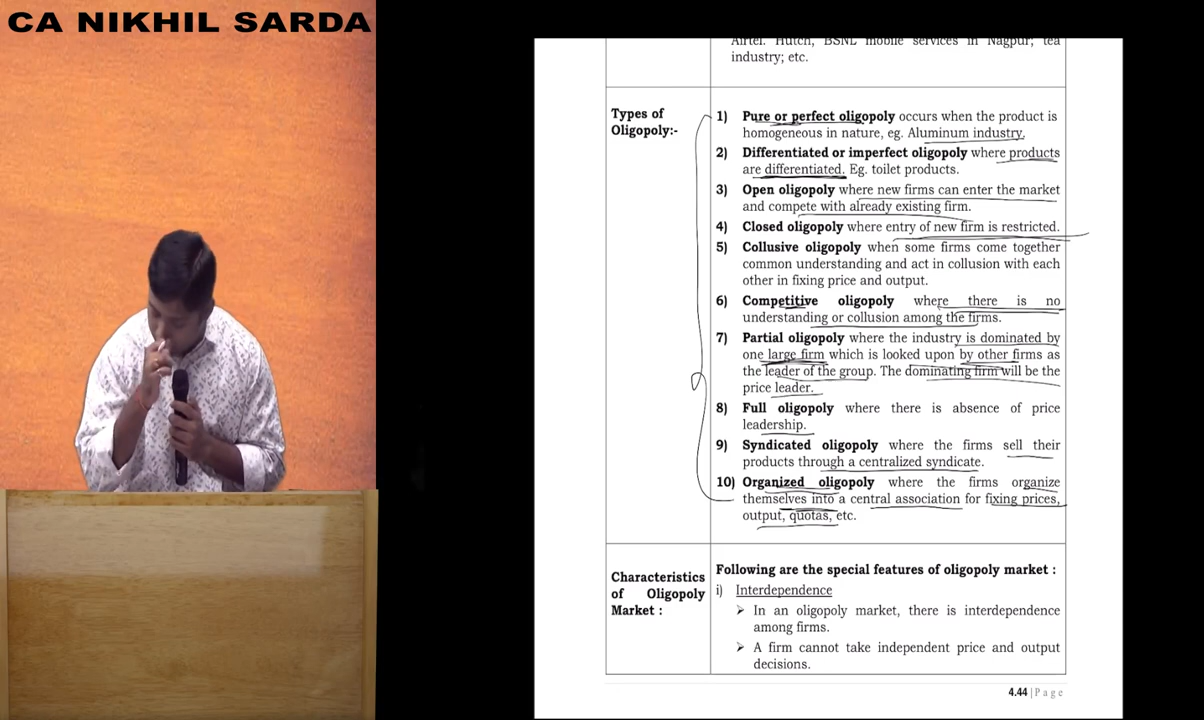 CA NIKHIL SARDA
Airtel. Hutch, BSNL mobile services in Nagpur; tea
industry; etc.
Types of
Oligopoly:-
1) Pure or perfect oligopoly occurs when the product is
homogeneous in nature, eg. Aluminum industry.
2) Differentiated or imperfect oligopoly where products
are differentiated. Eg. toilet products.
3) Open oligopoly where new firms can enter the market
and compete with already existing firm.
4) Closed oligopoly where entry of new firm is restricted.
5) Collusive oligopoly when some firms come together
common understanding and act in collusion with each
other in fixing price and output.
6) Competitive oligopoly where there is no
understanding or collusion among the firms.
7) Partial oligopoly where the industry is dominated by
one large firm which is looked upon by other firms as
the leader of the group. The dominating firm will be the
price leader.
8) Full oligopoly where there is absence of price
leadership.
9) Syndicated oligopoly where the firms sell their
products through a centralized syndicate.
10) Organized oligopoly where the firms organize
themselves into a central association for fixing prices,
output, quotas, etc.
Characteristics
of Oligopoly
Market :
Following are the special features of oligopoly market :
i) Interdependence
➢ In an oligopoly market, there is interdependence
among firms.
➢ A firm cannot take independent price and output
decisions.
4.44 | Page